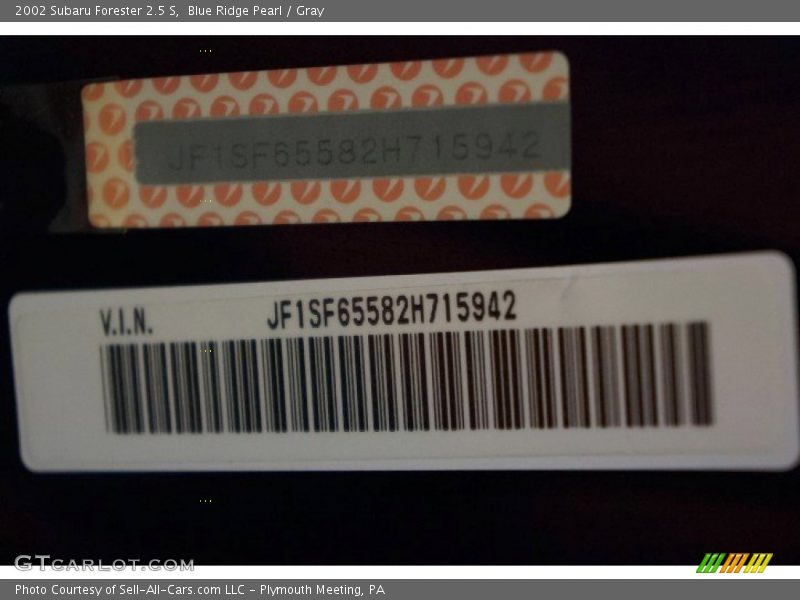 2002 Subaru Forester 2.5 S,  Blue Ridge Pearl / Gray
JF1SF65582H715942
V.I.N. JF1SF65582H715942
GTCARLOT.COM
Photo Courtesy of Sell-All-Cars.com LLC - Plymouth Meeting, PA